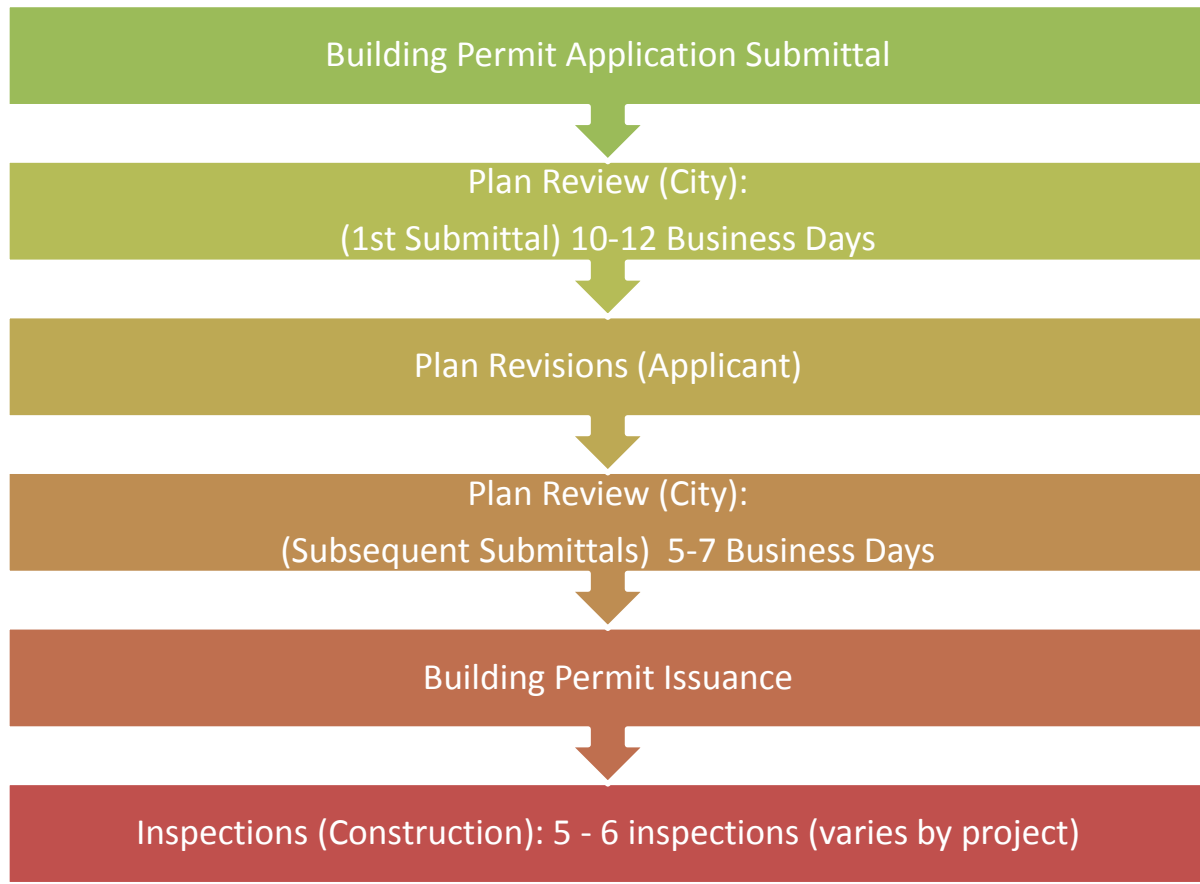 Building Permit Application Submittal
Plan Review (City):
(1st Submittal) 10-12 Business Days
Plan Revisions (Applicant)
Plan Review (City):
(Subsequent Submittals)  5-7 Business Days
Building Permit Issuance
Inspections (Construction): 5 - 6 inspections (varies by project)